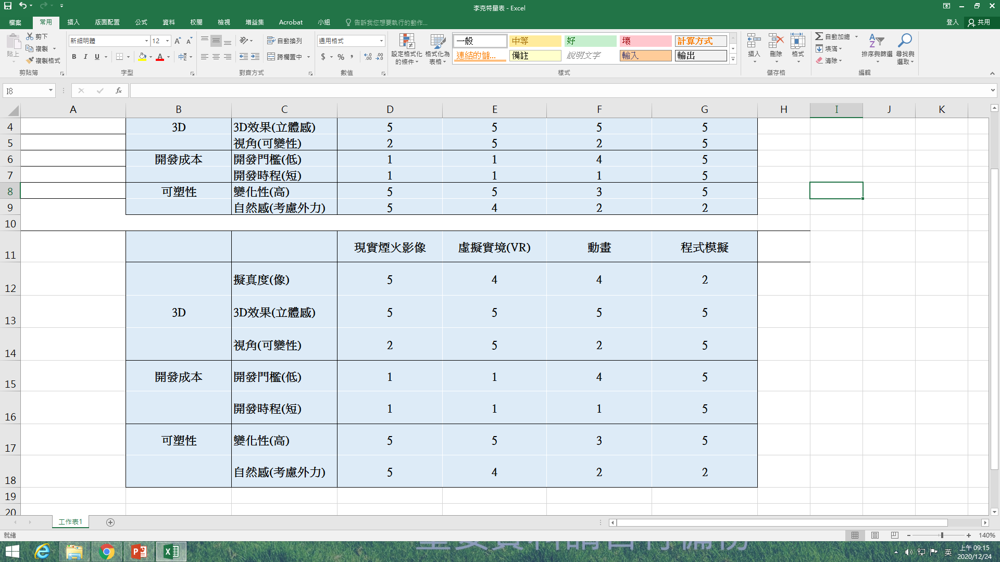 李克特量表 - Excel
檔案 常用 插入 版面配置 公式 資料 校閱 檢視 增益集 Acrobat 小組 告訴我您想要執行的動作... 登入 共用
貼上 剪下 複製 複製格式 剪貼簿
新細明體 12 B I U 字型
自動換列 跨欄置中 對齊方式
通用格式 $ % 數值
設定格式化的條件 格式化為表格
一般 中等 好 壞 計算方式
連結的儲... 備註 說明文字 輸入 輸出
樣式
插入 刪除 格式 儲存格
自動加總 填滿 清除 排序與篩選 尋找與選取 編輯
I8 fx
A B C D E F G H I J K
4 3D 3D效果(立體感) 5 5 5 5
5 視角(可變性) 2 5 2 5
6 開發成本 開發門檻(低) 1 1 4 5
7 開發時程(短) 1 1 1 5
8 可塑性 變化性(高) 5 5 3 5
9 自然感(考慮外力) 5 4 2 2
10
11 現實煙火影像 虛擬實境(VR) 動畫 程式模擬
12 擬真度(像) 5 4 4 2
13 3D 3D效果(立體感) 5 5 5 5
14 視角(可變性) 2 5 2 5
15 開發成本 開發門檻(低) 1 1 4 5
16 開發時程(短) 1 1 1 5
17 可塑性 變化性(高) 5 5 3 5
18 自然感(考慮外力) 5 4 2 2
19
20
工作表1
就緒 140%
英 上午 09:15
2020/12/24